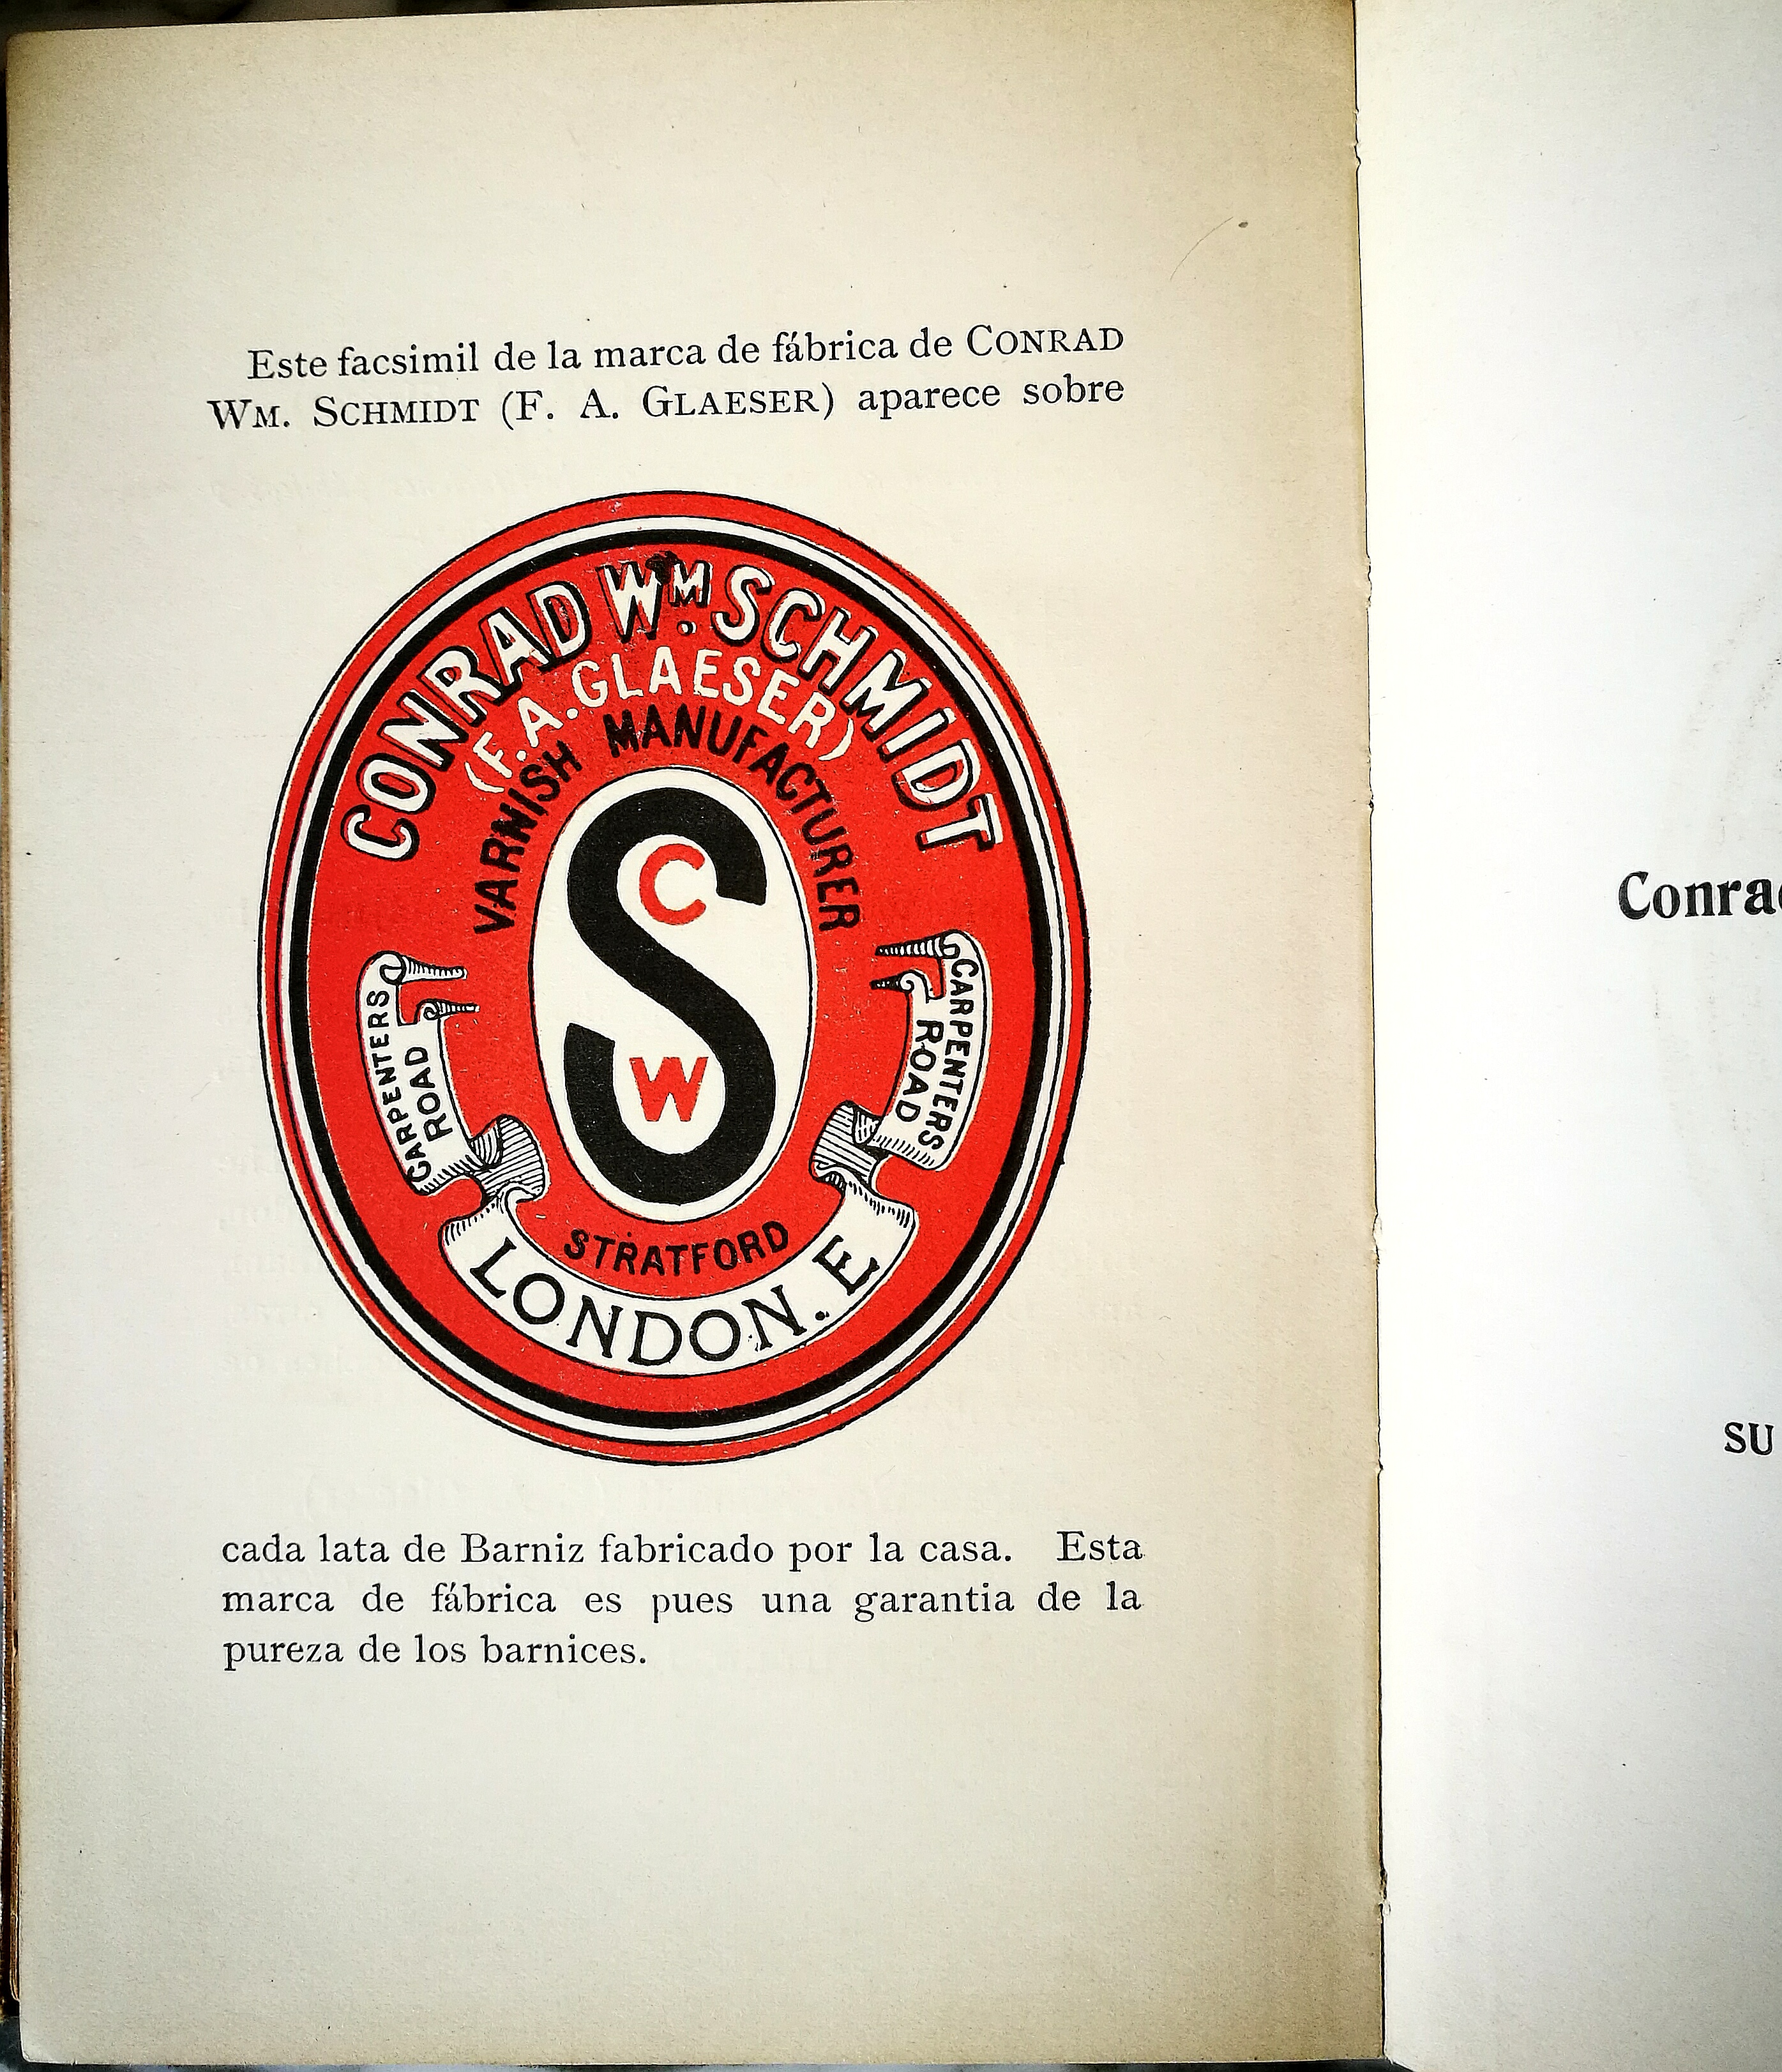 Este facsimil de la marca de fábrica de CONRAD
WM. SCHMIDT (F. A. GLAESER) aparece sobre
CONRAD WM. SCHMIDT
(F. A. GLAESER)
VARNISH MANUFACTURER
C
S
W
CARPENTERS
ROAD
CARPENTERS
ROAD
STRATFORD
LONDON. E
cada lata de Barniz fabricado por la casa. Esta
marca de fábrica es pues una garantia de la
pureza de los barnices.
SU